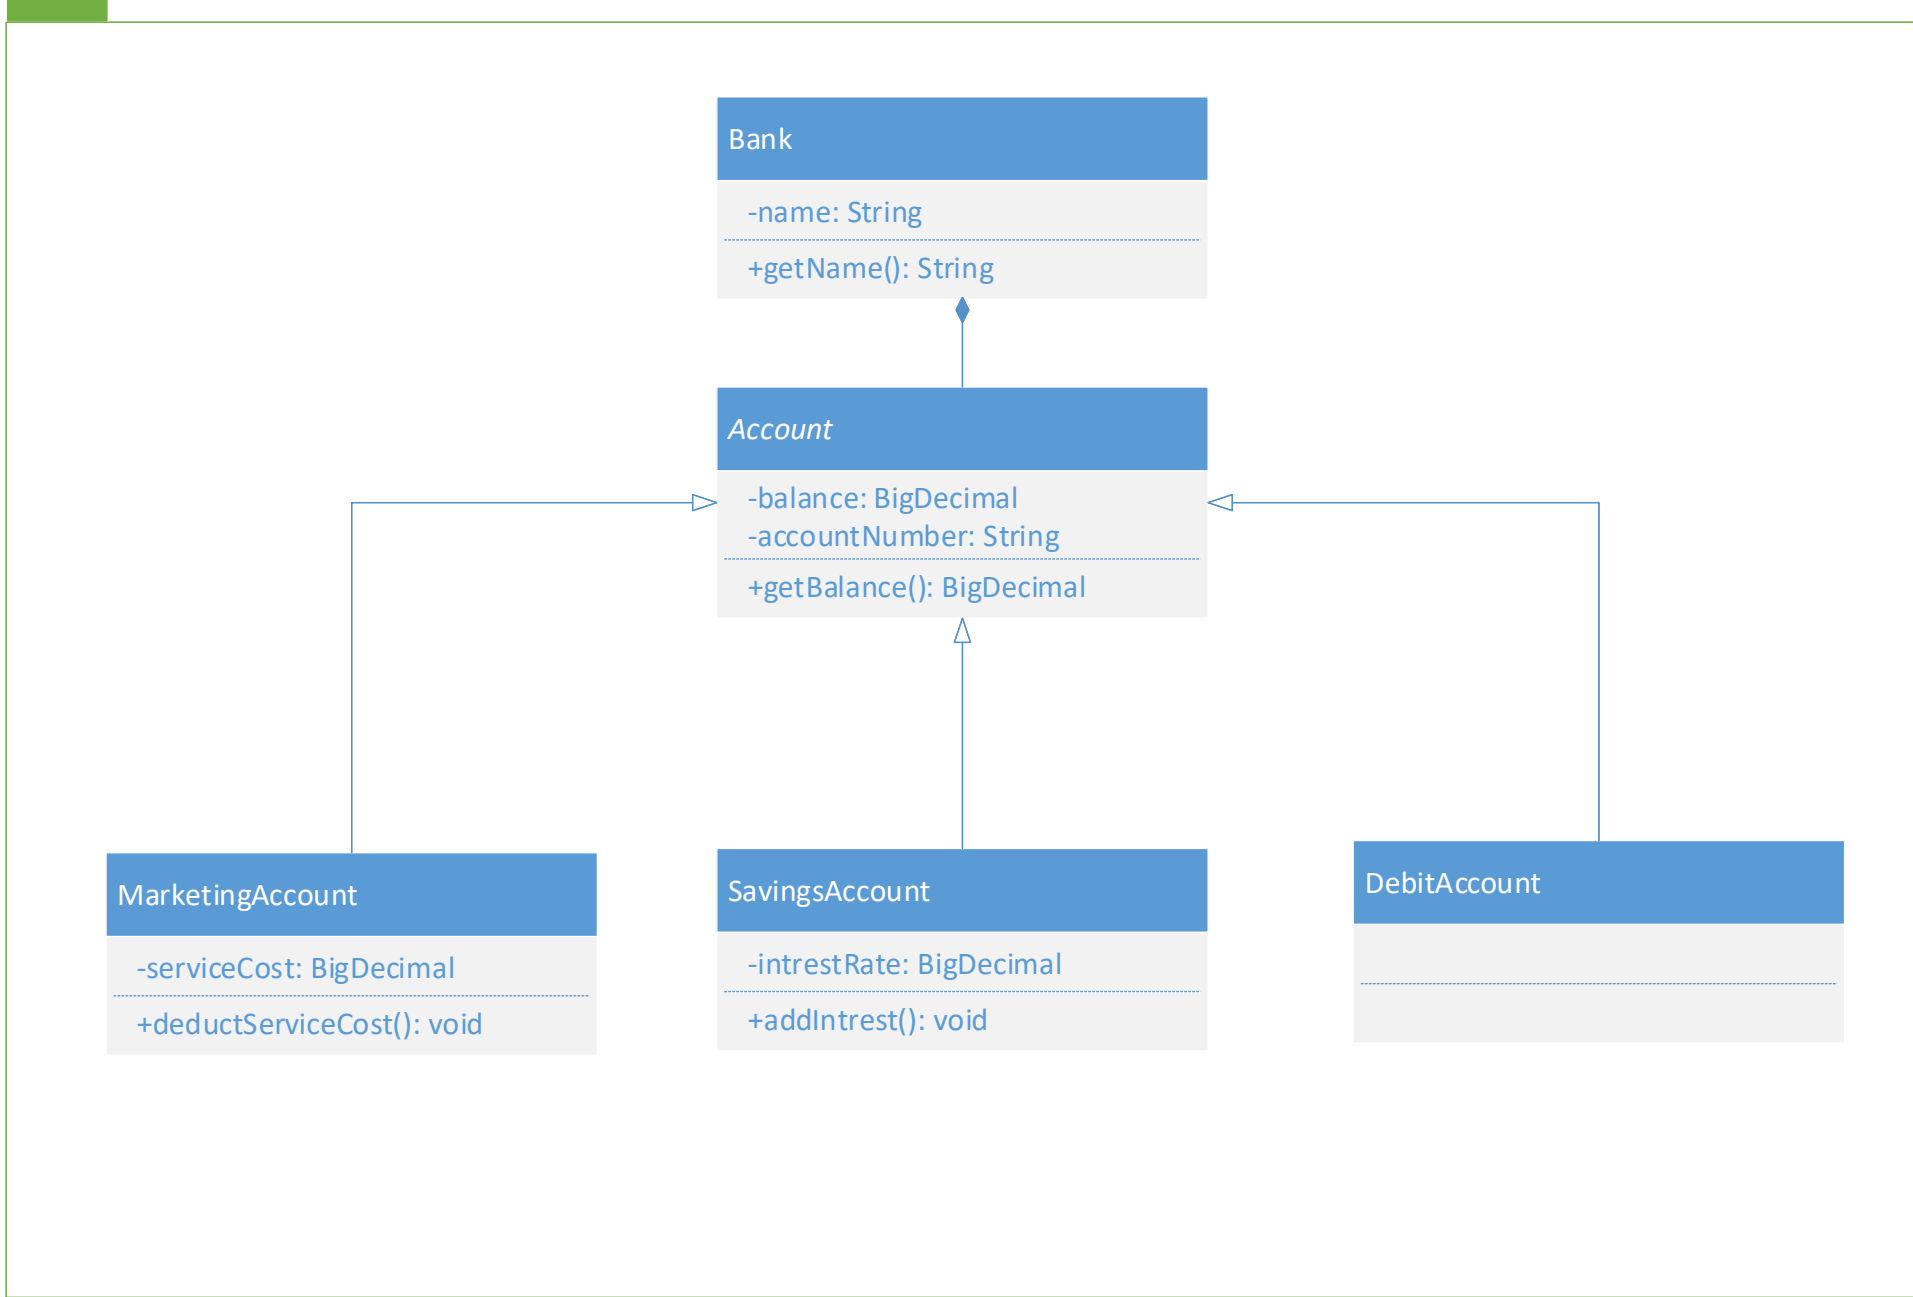 Bank
-name: String
+getName(): String
Account
-balance: BigDecimal
-accountNumber: String
+getBalance(): BigDecimal
MarketingAccount
-serviceCost: BigDecimal
+deductServiceCost(): void
SavingsAccount
-intrestRate: BigDecimal
+addIntrest(): void
DebitAccount